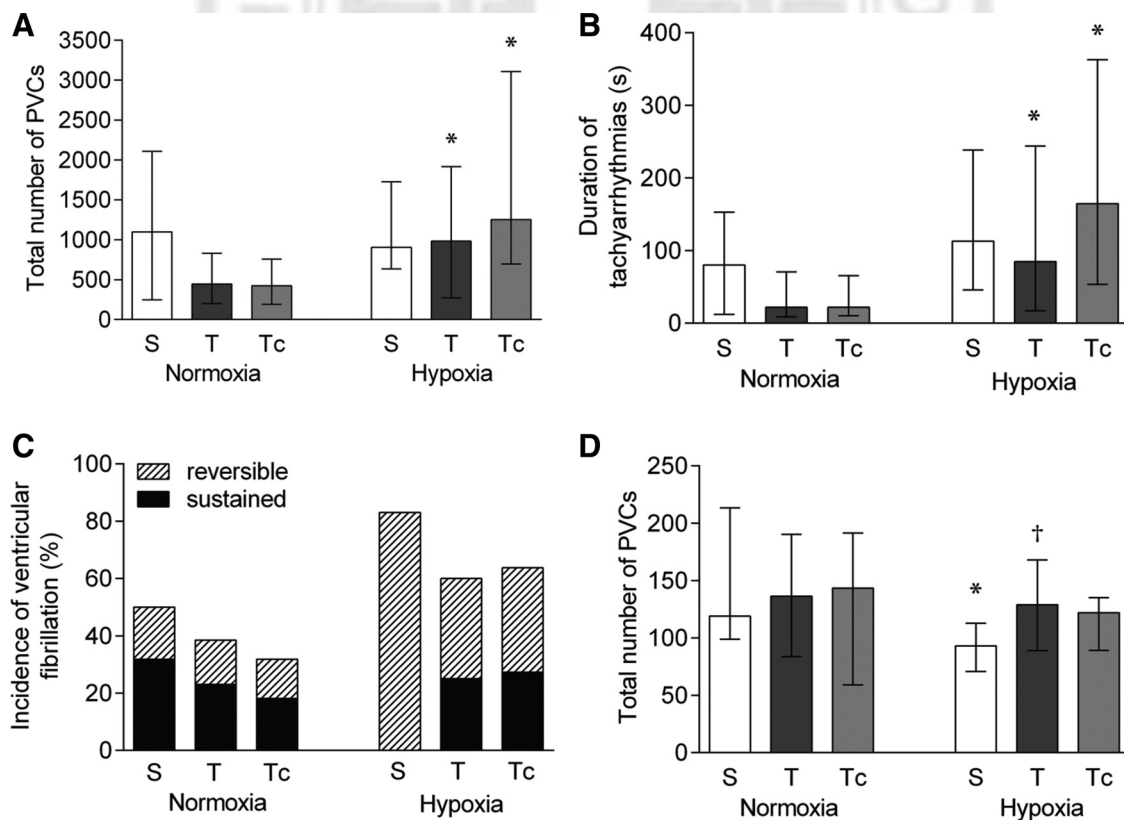 A
Total number of PVCs
3500
3000
2500
2000
1500
1000
500
0
*
*
S T Tc S T Tc
Normoxia Hypoxia
B
Duration of
tachyarrhythmias (s)
400
300
200
100
0
*
*
S T Tc S T Tc
Normoxia Hypoxia
C
Incidence of ventricular
fibrillation (%)
100
80
60
40
20
0
reversible
sustained
S T Tc S T Tc
Normoxia Hypoxia
D
Total number of PVCs
250
200
150
100
50
0
*
†
S T Tc S T Tc
Normoxia Hypoxia